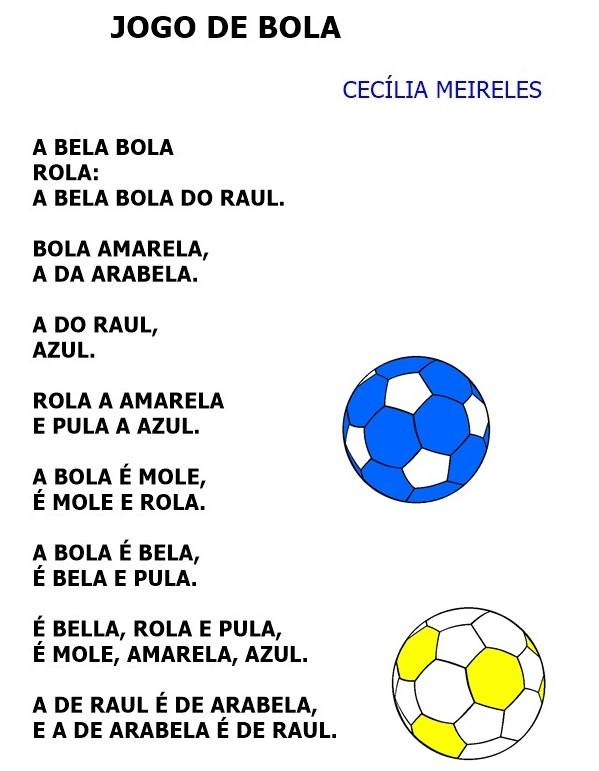 JOGO DE BOLA
CECÍLIA MEIRELES
A BELA BOLA
ROLA:
A BELA BOLA DO RAUL.
BOLA AMARELA,
A DA ARABELA.
A DO RAUL,
AZUL.
ROLA A AMARELA
E PULA A AZUL.
A BOLA É MOLE,
É MOLE E ROLA.
A BOLA É BELA,
É BELA E PULA.
É BELLA, ROLA E PULA,
É MOLE, AMARELA, AZUL.
A DE RAUL É DE ARABELA,
E A DE ARABELA É DE RAUL.